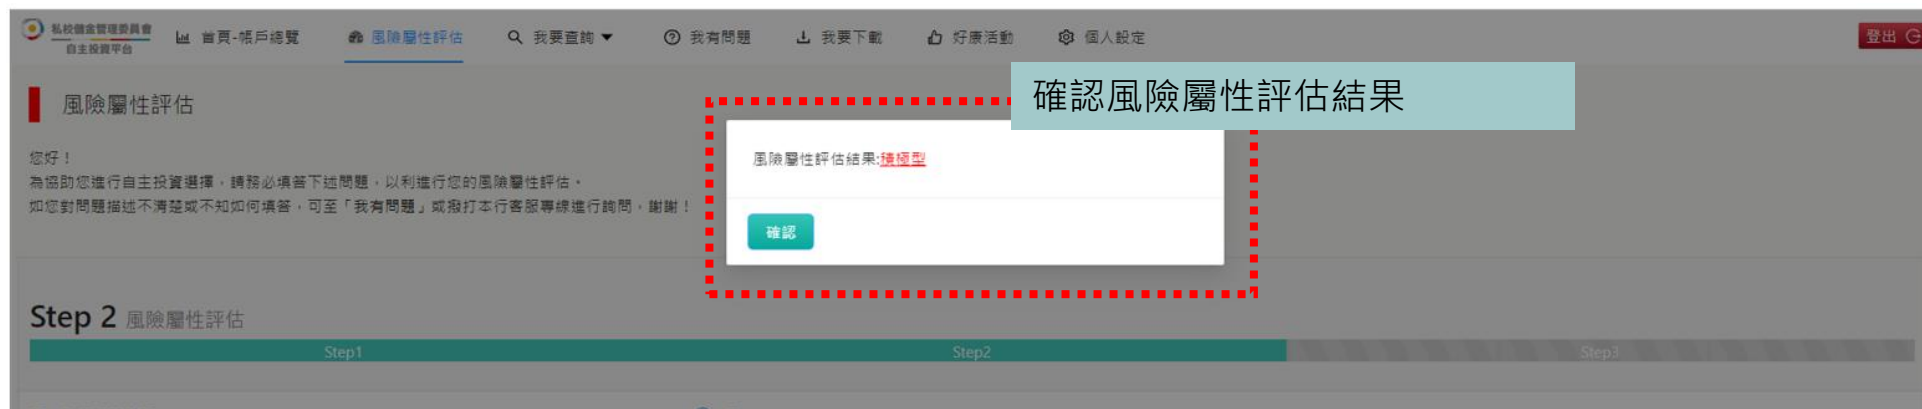 私校儲金管理委員會
自主投資平台
首頁-帳戶總覽
風險屬性評估
我要查詢▼
我有問題
我要下載
好康活動
個人設定
登出
確認風險屬性評估結果
風險屬性評估
風險屬性評估結果:積極型
您好！
為協助您進行自主投資選擇，請務必填答下述問題，以利進行您的風險屬性評估。
如您對問題描述不清楚或不知如何填答，可至「我有問題」或撥打本行客服專線進行詢問，謝謝！
確認
Step 2 風險屬性評估
Step1
Step2
Step3